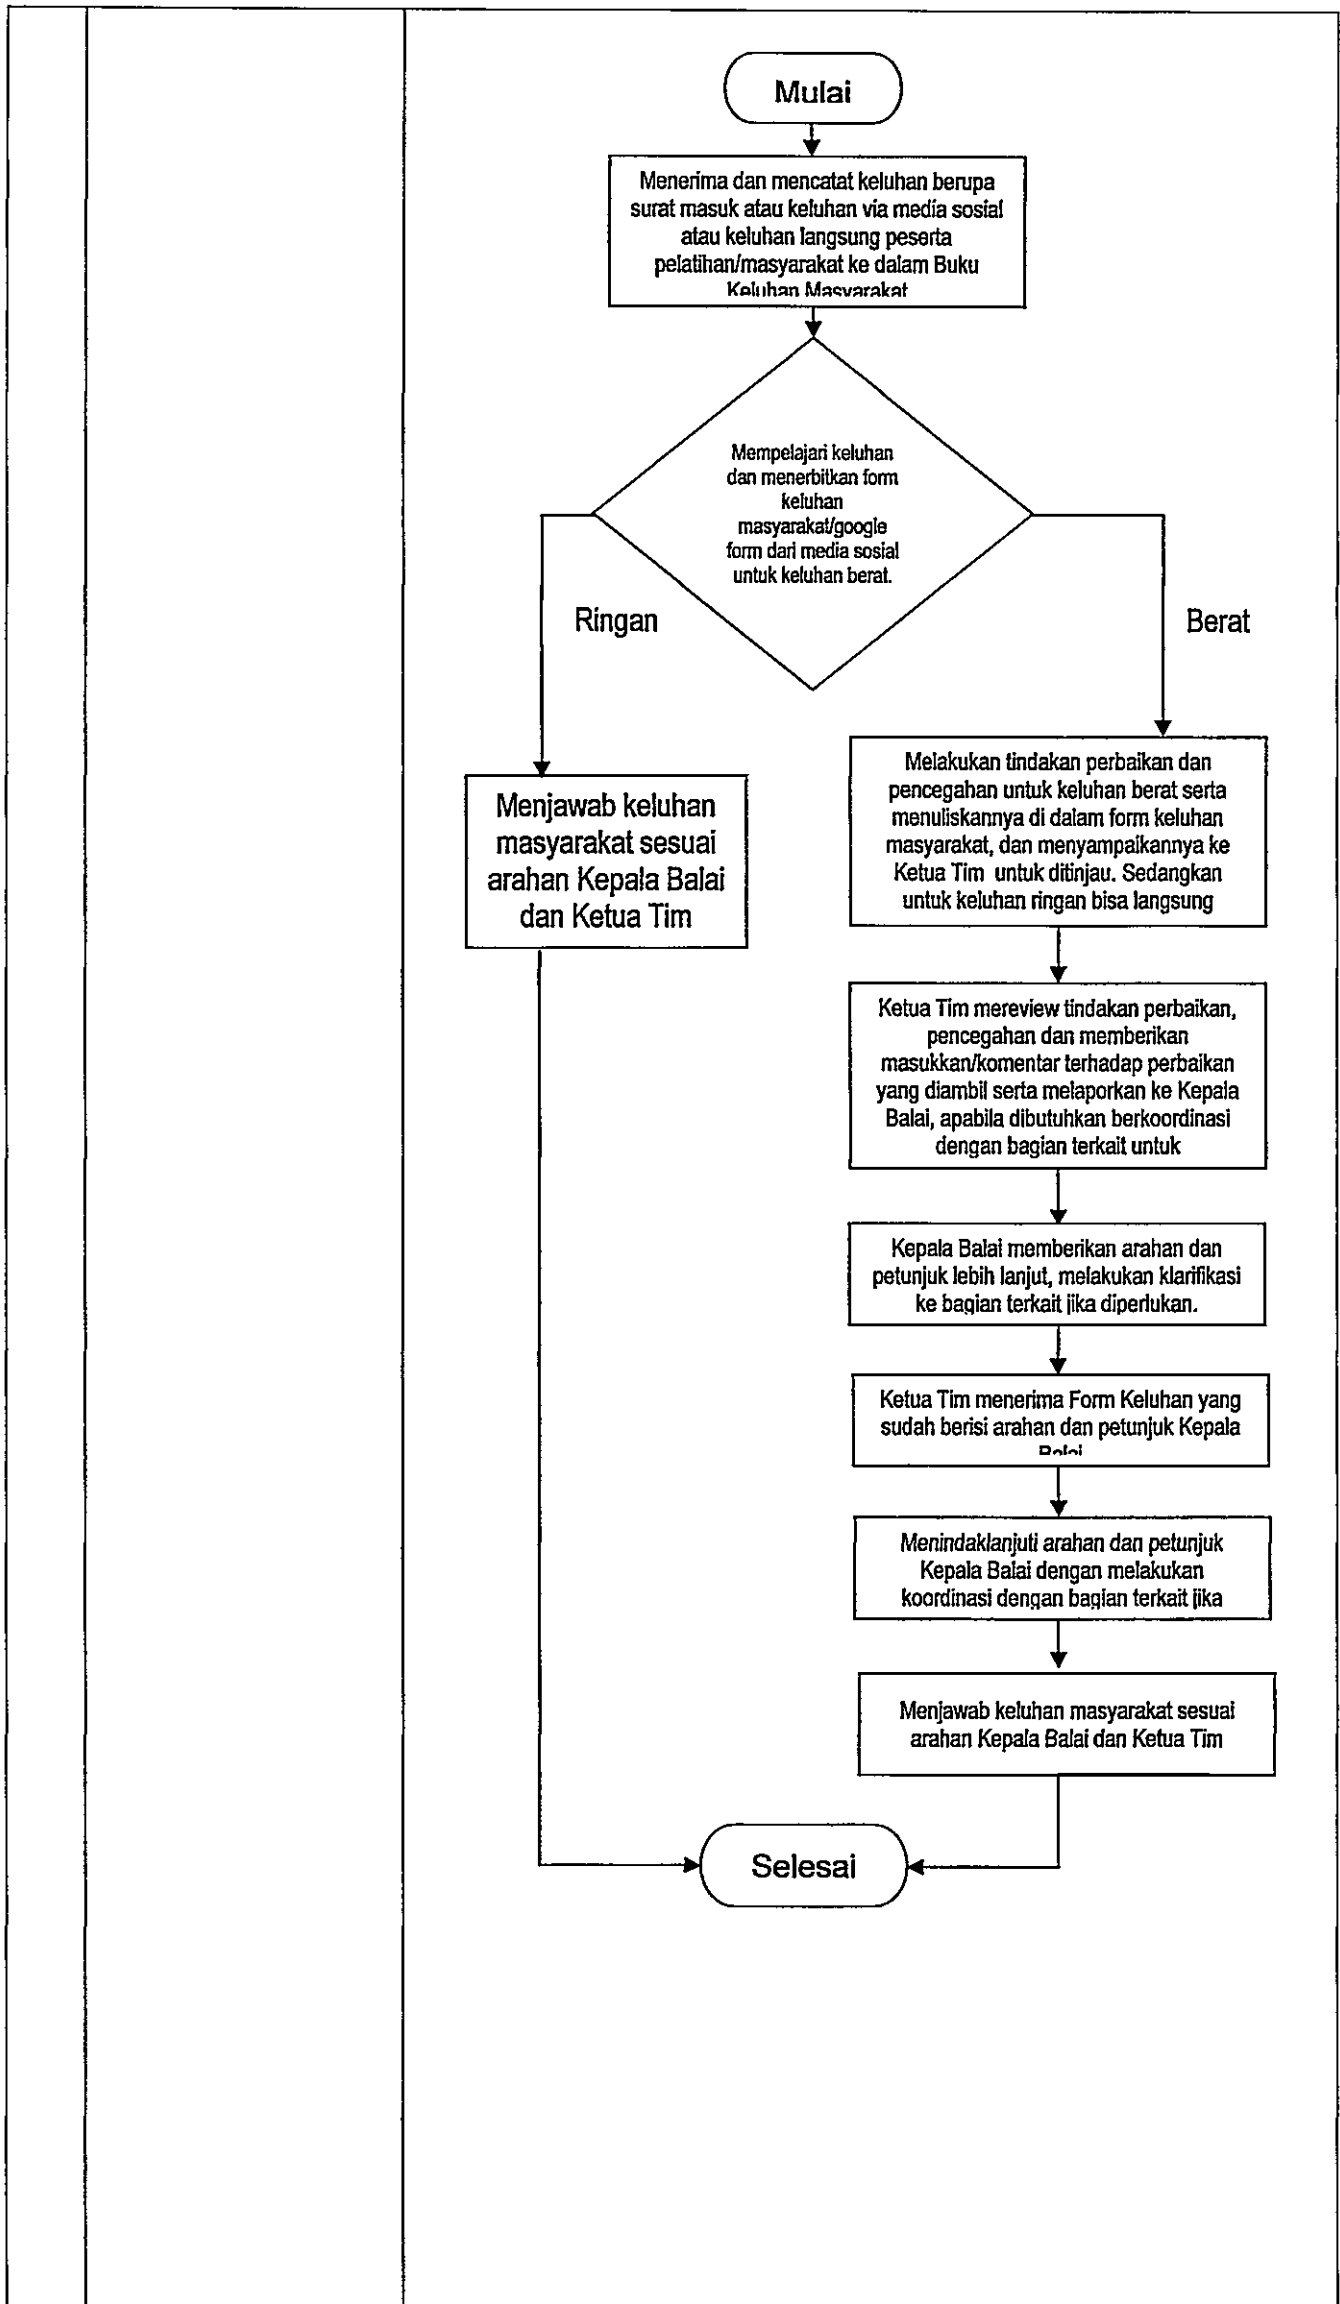 Mulai
Menerima dan mencatat keluhan berupa
surat masuk atau keluhan via media sosial
atau keluhan langsung peserta
pelatihan/masyarakat ke dalam Buku
Keluhan Masyarakat
Mempelajari keluhan
dan menerbitkan form
keluhan
masyarakat/google
form dari media sosial
untuk keluhan berat.
Ringan
Berat
Menjawab keluhan
masyarakat sesuai
arahan Kepala Balai
dan Ketua Tim
Melakukan tindakan perbaikan dan
pencegahan untuk keluhan berat serta
menuliskannya di dalam form keluhan
masyarakat, dan menyampaikannya ke
Ketua Tim untuk ditinjau. Sedangkan
untuk keluhan ringan bisa langsung
Ketua Tim mereview tindakan perbaikan,
pencegahan dan memberikan
masukkan/komentar terhadap perbaikan
yang diambil serta melaporkan ke Kepala
Balai, apabila dibutuhkan berkoordinasi
dengan bagian terkait untuk
Kepala Balai memberikan arahan dan
petunjuk lebih lanjut, melakukan klarifikasi
ke bagian terkait jika diperlukan.
Ketua Tim menerima Form Keluhan yang
sudah berisi arahan dan petunjuk Kepala
Balai
Menindaklanjuti arahan dan petunjuk
Kepala Balai dengan melakukan
koordinasi dengan bagian terkait jika
Menjawab keluhan masyarakat sesuai
arahan Kepala Balai dan Ketua Tim
Selesai